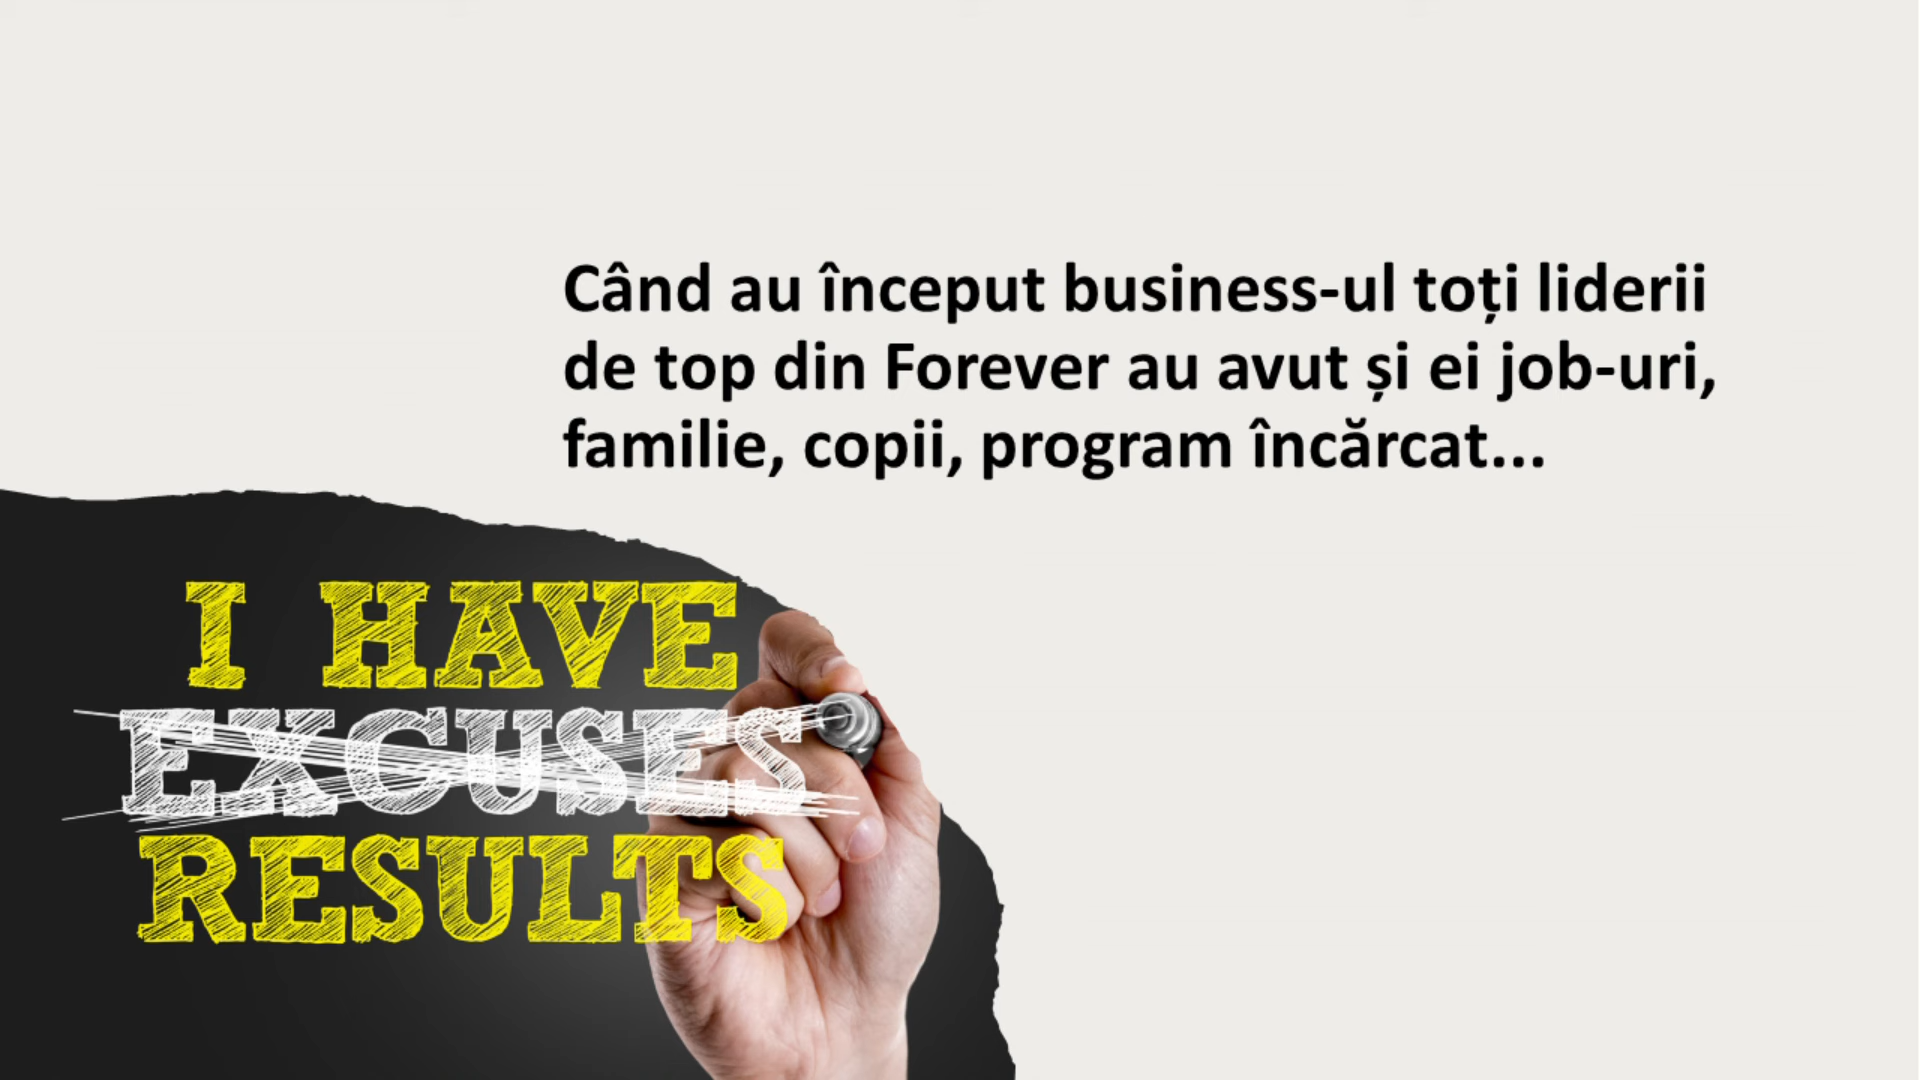 Când au început business-ul toți liderii
de top din Forever au avut și ei job-uri,
familie, copii, program încărcat...
I HAVE
EXCUSES
RESULTS